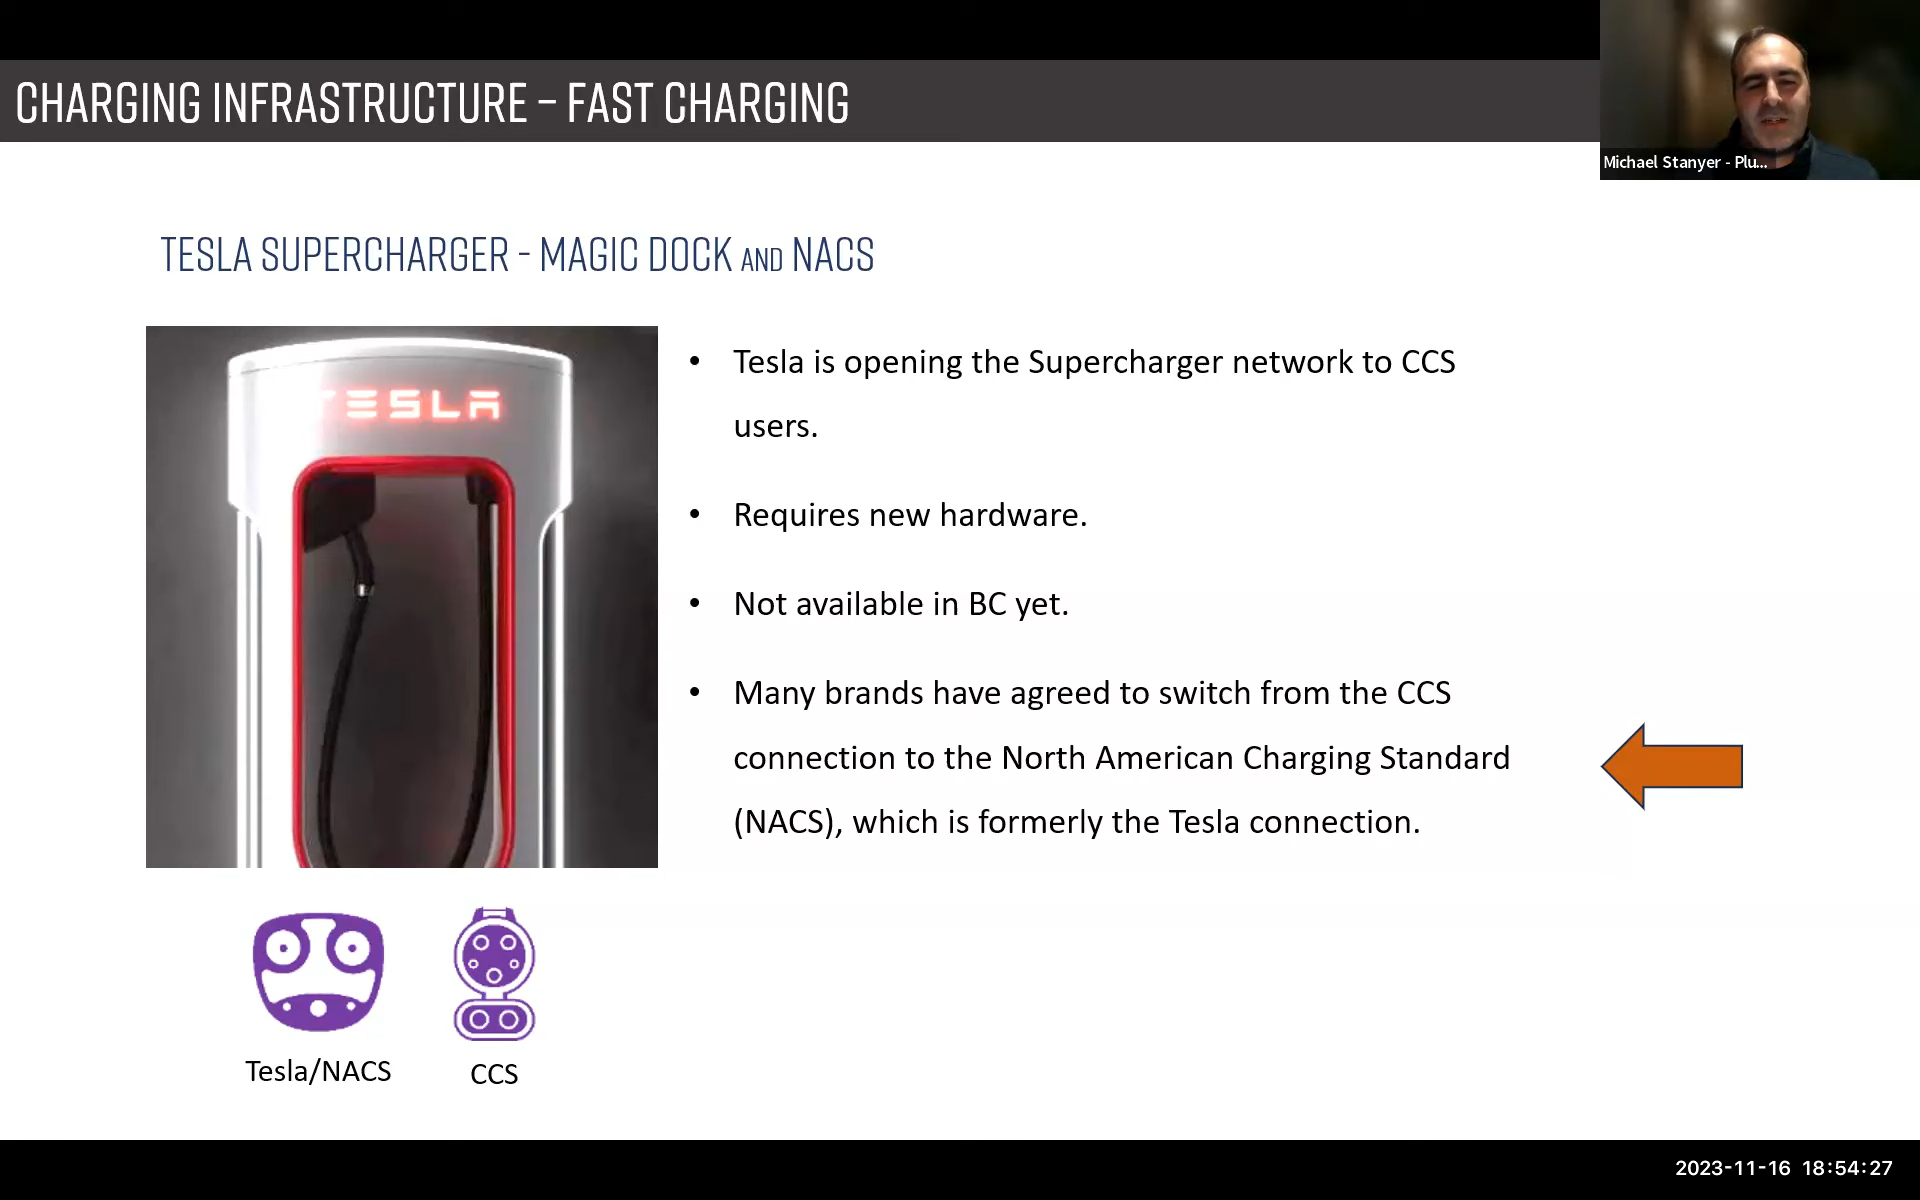 CHARGING INFRASTRUCTURE – FAST CHARGING
Michael Stanyer - Plu...
TESLA SUPERCHARGER - MAGIC DOCK AND NACS
TESLA
• Tesla is opening the Supercharger network to CCS
users.
• Requires new hardware.
• Not available in BC yet.
• Many brands have agreed to switch from the CCS
connection to the North American Charging Standard
(NACS), which is formerly the Tesla connection.
Tesla/NACS
CCS
2023-11-16 18:54:27